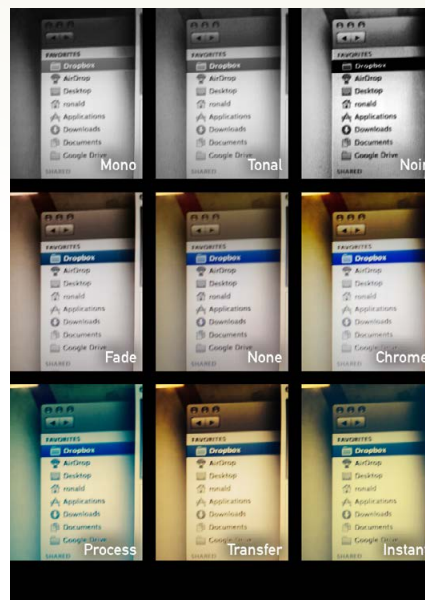 FAVORITES
Dropbox
AirDrop
Desktop
ronald
Applications
Downloads
Documents
Google Drive
SHARED
Mono
FAVORITES
Dropbox
AirDrop
Desktop
ronald
Applications
Downloads
Documents
Google Drive
SHARED
Tonal
FAVORITES
Dropbox
AirDrop
Desktop
ronald
Applications
Downloads
Documents
Google Drive
SHARED
Noir
FAVORITES
Dropbox
AirDrop
Desktop
ronald
Applications
Downloads
Documents
Google Drive
SHARED
Fade
FAVORITES
Dropbox
AirDrop
Desktop
ronald
Applications
Downloads
Documents
Google Drive
SHARED
None
FAVORITES
Dropbox
AirDrop
Desktop
ronald
Applications
Downloads
Documents
Google Drive
SHARED
Chrome
FAVORITES
Dropbox
AirDrop
Desktop
ronald
Applications
Downloads
Documents
Google Drive
SHARED
Process
FAVORITES
Dropbox
AirDrop
Desktop
ronald
Applications
Downloads
Documents
Google Drive
SHARED
Transfer
FAVORITES
Dropbox
AirDrop
Desktop
ronald
Applications
Downloads
Documents
Google Drive
SHARED
Instan